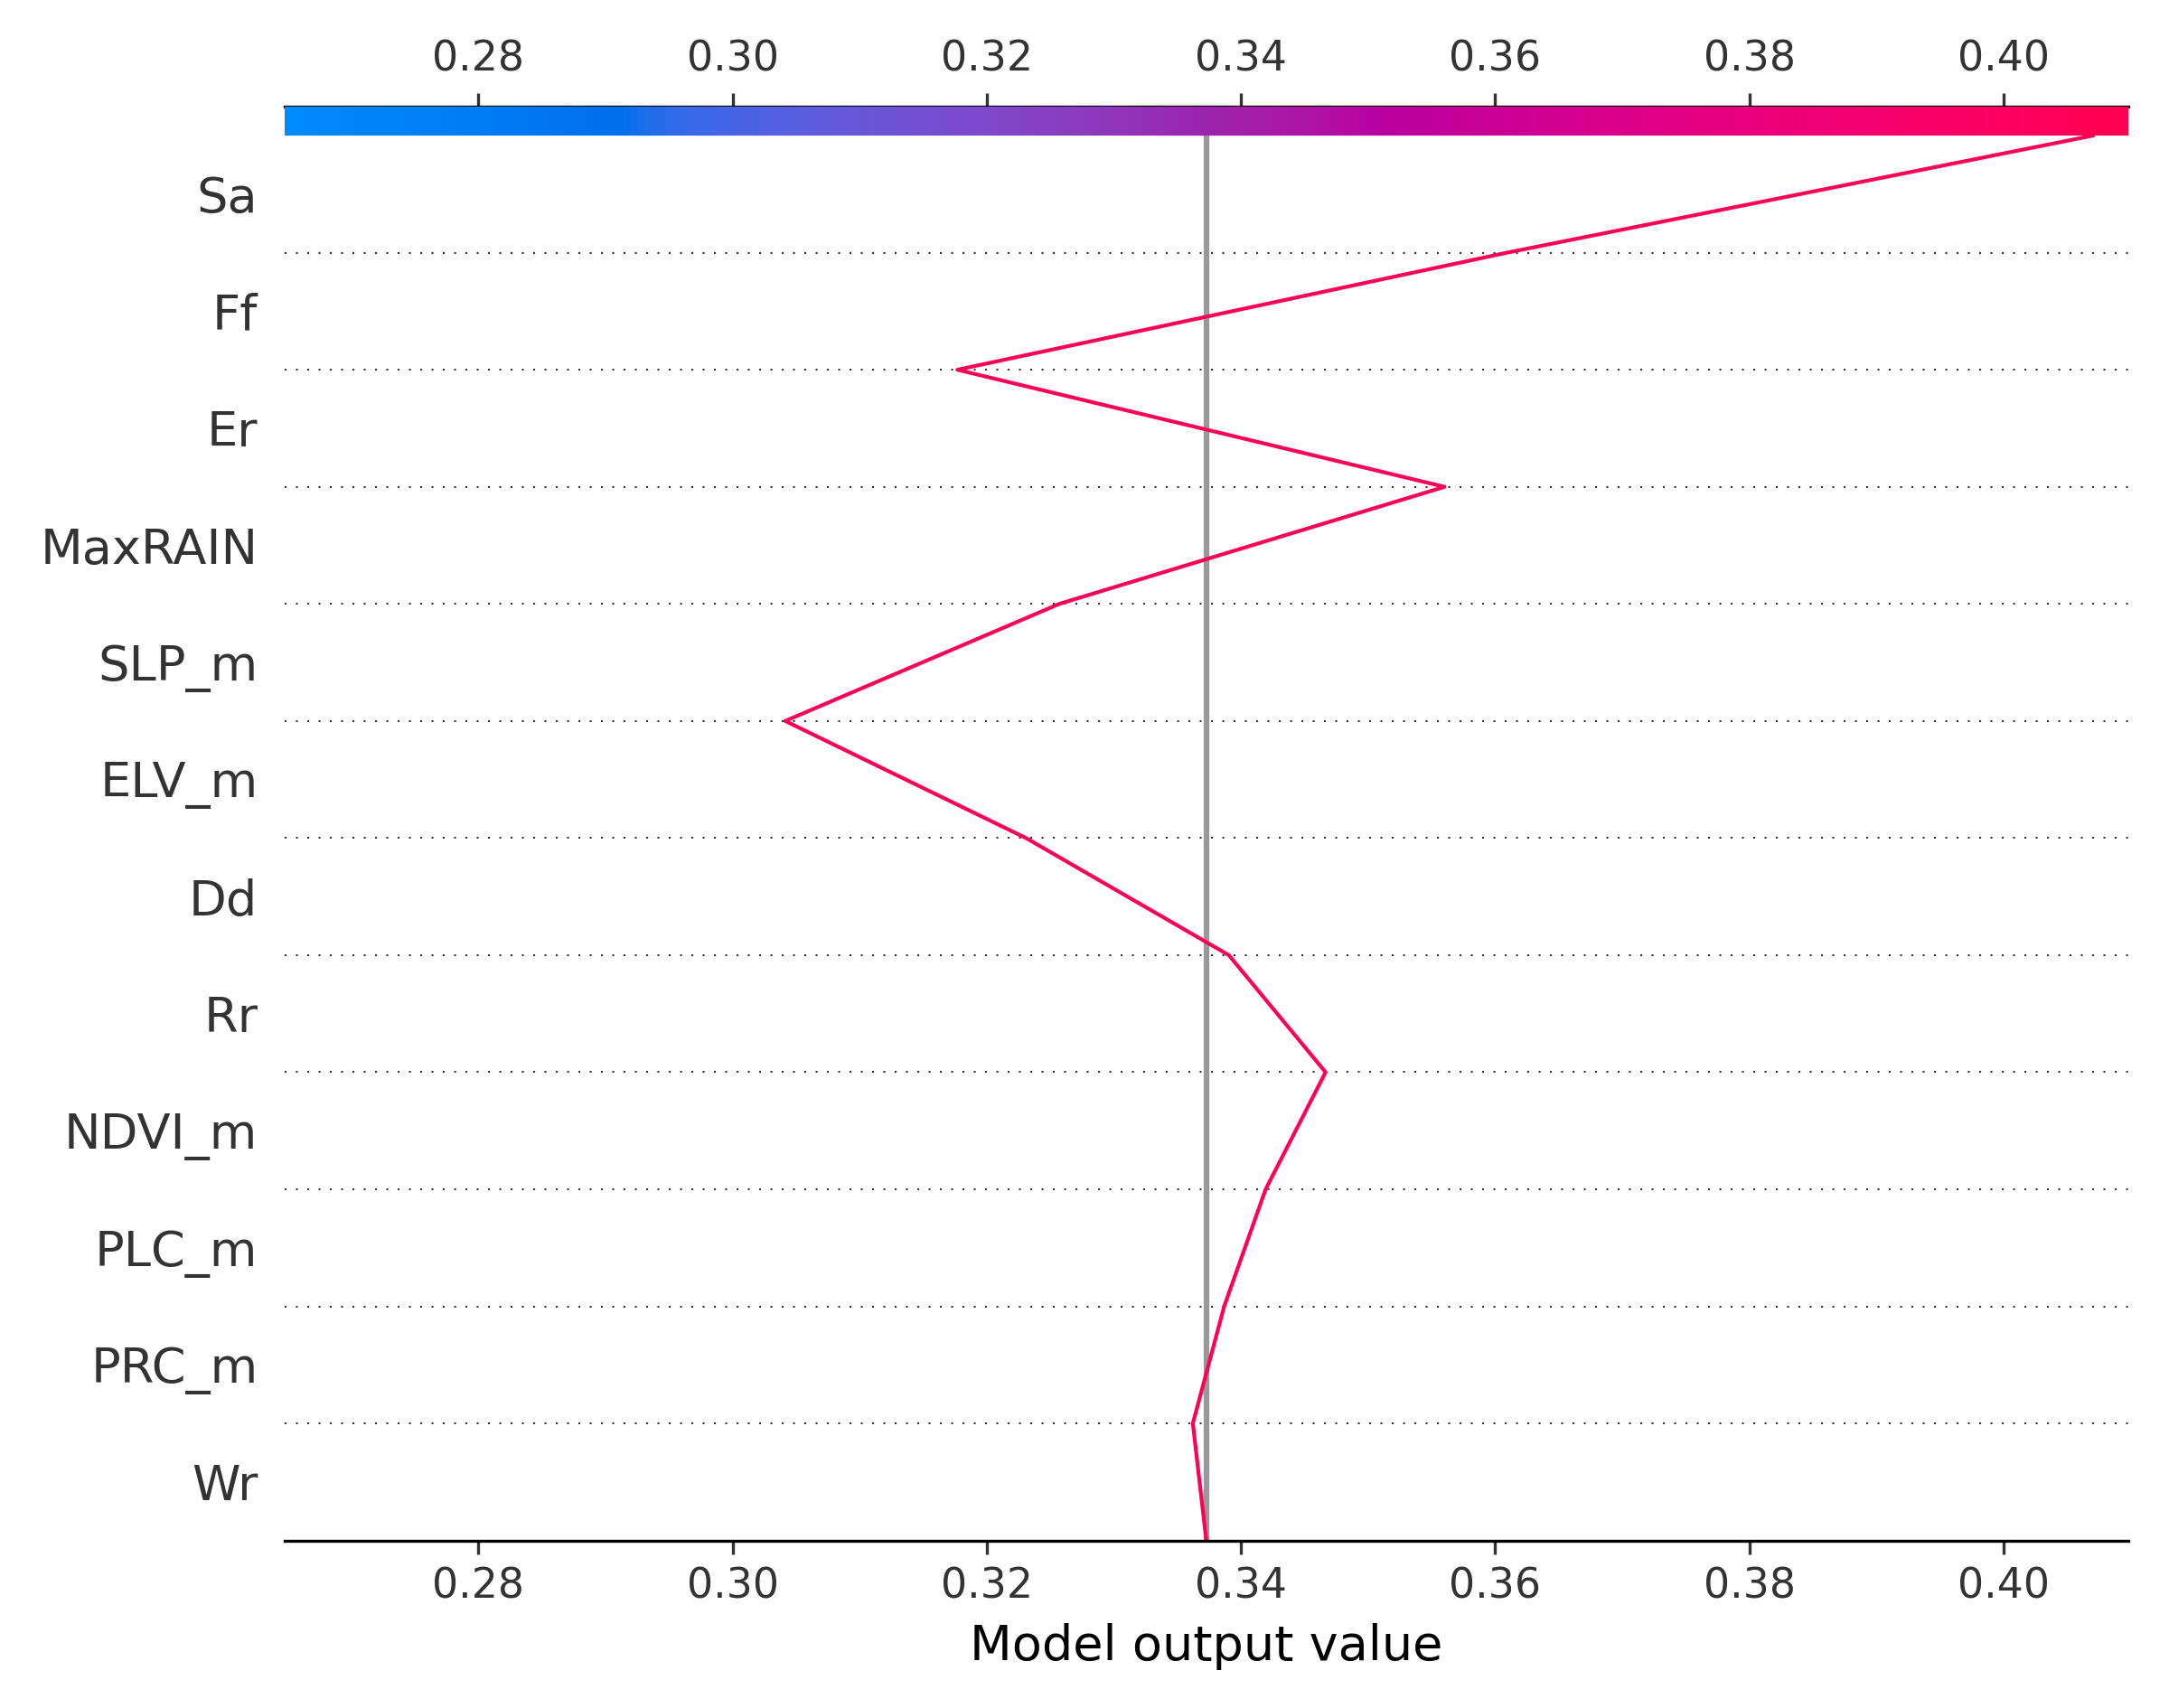 0.28 0.30 0.32 0.34 0.36 0.38 0.40
Sa
Ff
Er
MaxRAIN
SLP_m
ELV_m
Dd
Rr
NDVI_m
PLC_m
PRC_m
Wr
0.28 0.30 0.32 0.34 0.36 0.38 0.40
Model output value